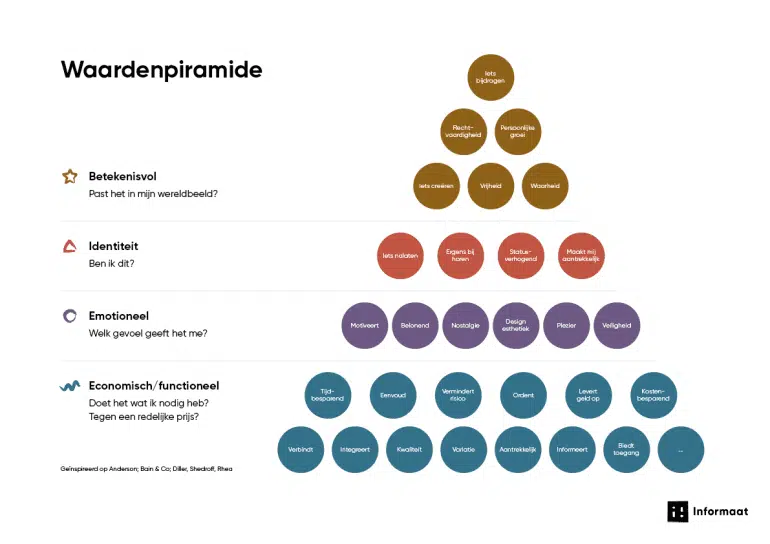 Waardenpiramide
Iets
bijdragen
Recht-
vaardigheid
Persoonlijke
groei
Betekenisvol
Past het in mijn wereldbeeld?
Iets creëren
Vrijheid
Waarheid
Identiteit
Ben ik dit?
Iets nalaten
Ergens bij
horen
Status-
verhogend
Maakt mij
aantrekkelijk
Emotioneel
Welk gevoel geeft het me?
Motiveert
Belonend
Nostalgie
Design
esthetiek
Plezier
Veiligheid
Economisch/functioneel
Doet het wat ik nodig heb?
Tegen een redelijke prijs?
Tijd-
besparend
Eenvoud
Vermindert
risico
Ordent
Levert
geld op
Kosten-
besparend
Verbindt
Integreert
Kwaliteit
Variatie
Aantrekkelijk
Informeert
Biedt
toegang
...
Geïnspireerd op Anderson; Bain & Co; Diller, Shedroff, Rhea
i! Informaat